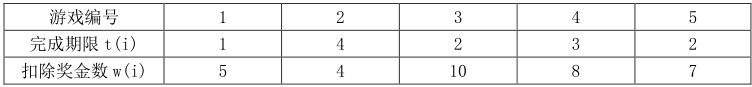 游戏编号 1 2 3 4 5
完成期限 t(i) 1 4 2 3 2
扣除奖金数 w(i) 5 4 10 8 7